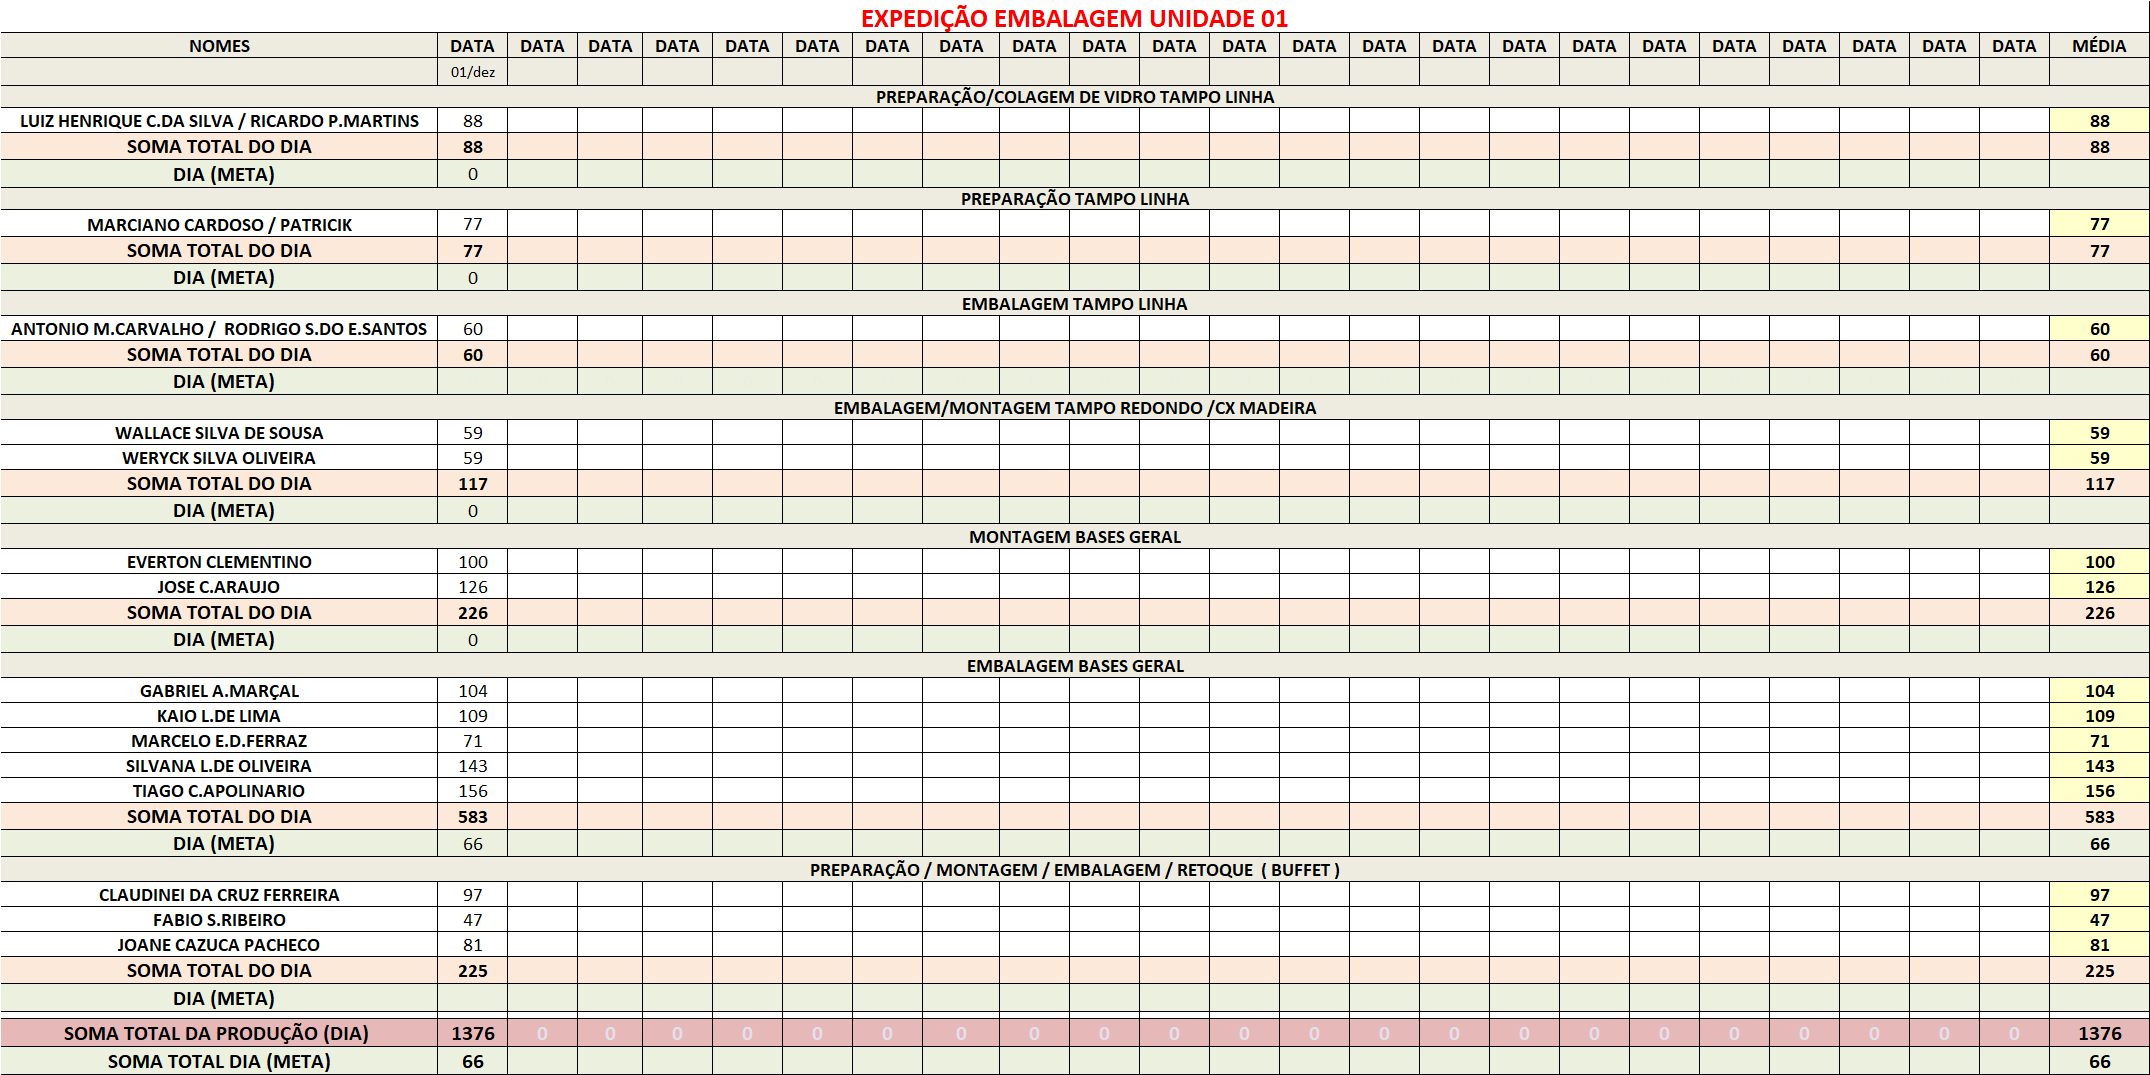 EXPEDIÇÃO EMBALAGEM UNIDADE 01
NOMES DATA DATA DATA DATA DATA DATA DATA DATA DATA DATA DATA DATA DATA DATA DATA DATA DATA DATA DATA DATA DATA DATA MÉDIA
01/dez
PREPARAÇÃO/COLAGEM DE VIDRO TAMPO LINHA
LUIZ HENRIQUE C.DA SILVA / RICARDO P.MARTINS 88 88
SOMA TOTAL DO DIA 88 88
DIA (META) 0
PREPARAÇÃO TAMPO LINHA
MARCIANO CARDOSO / PATRICIK 77 77
SOMA TOTAL DO DIA 77 77
DIA (META) 0
EMBALAGEM TAMPO LINHA
ANTONIO M.CARVALHO / RODRIGO S.DO E.SANTOS 60 60
SOMA TOTAL DO DIA 60 60
DIA (META)
EMBALAGEM/MONTAGEM TAMPO REDONDO /CX MADEIRA
WALLACE SILVA DE SOUSA 59 59
WERYCK SILVA OLIVEIRA 59 59
SOMA TOTAL DO DIA 117 117
DIA (META) 0
MONTAGEM BASES GERAL
EVERTON CLEMENTINO 100 100
JOSE C.ARAUJO 126 126
SOMA TOTAL DO DIA 226 226
DIA (META) 0
EMBALAGEM BASES GERAL
GABRIEL A.MARÇAL 104 104
KAIO L.DE LIMA 109 109
MARCELO E.D.FERRAZ 71 71
SILVANA L.DE OLIVEIRA 143 143
TIAGO C.APOLINARIO 156 156
SOMA TOTAL DO DIA 583 583
DIA (META) 66 66
PREPARAÇÃO / MONTAGEM / EMBALAGEM / RETOQUE ( BUFFET )
CLAUDINEI DA CRUZ FERREIRA 97 97
FABIO S.RIBEIRO 47 47
JOANE CAZUCA PACHECO 81 81
SOMA TOTAL DO DIA 225 225
DIA (META)
SOMA TOTAL DA PRODUÇÃO (DIA) 1376 0 0 0 0 0 0 0 0 0 0 0 0 0 0 0 0 0 0 0 0 0 0 1376
SOMA TOTAL DIA (META) 66 66